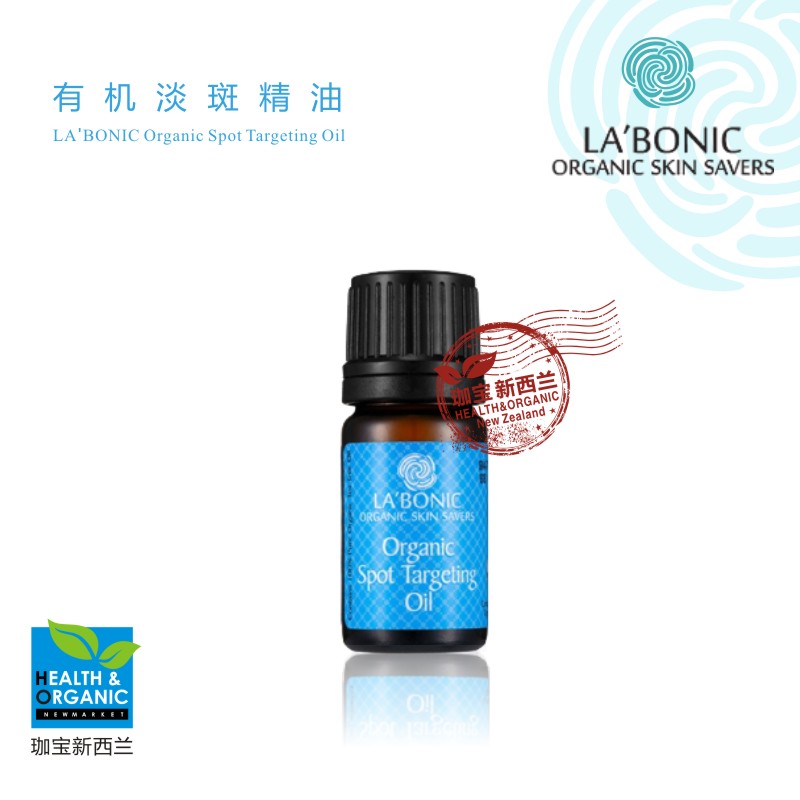 有机淡斑精油
LA'BONIC Organic Spot Targeting Oil
LA'BONIC
ORGANIC SKIN SAVERS
珈宝新西兰
HEALTH&ORGANIC
New Zealand
LA'BONIC
ORGANIC SKIN SAVERS
Organic
Spot Targeting
Oil
HEALTH &
ORGANIC
NEWMARKET
珈宝新西兰